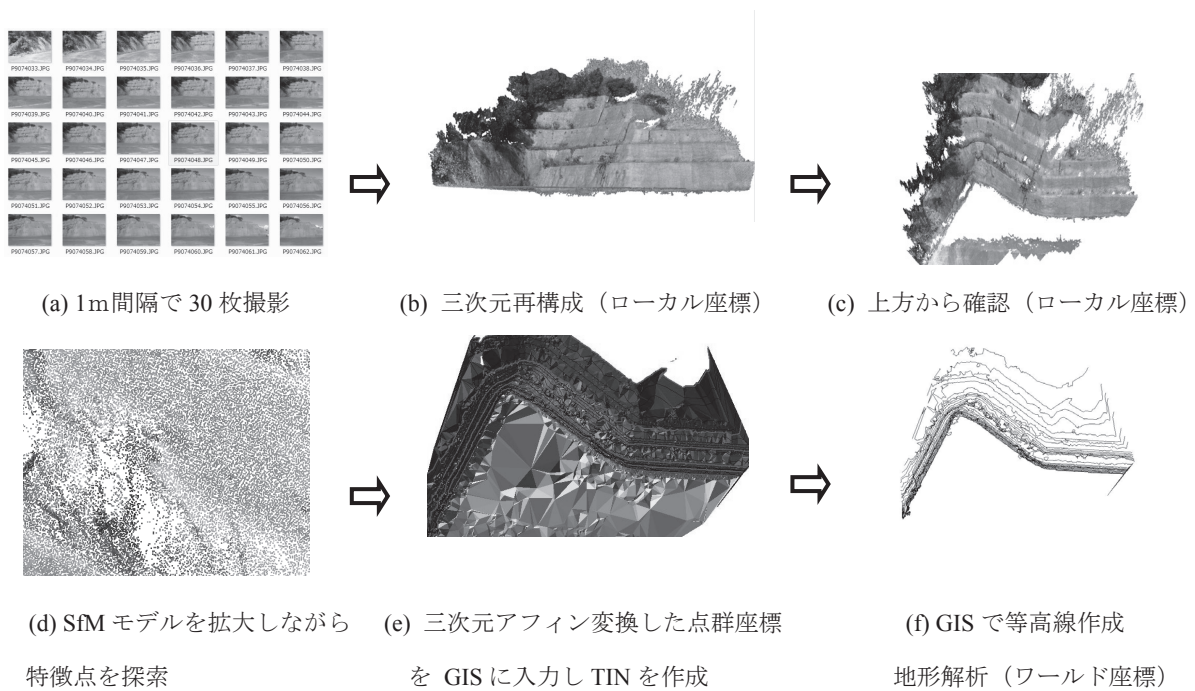 P9074033.JPG P9074034.JPG P9074035.JPG P9074036.JPG P9074037.JPG P9074038.JPG
P9074039.JPG P9074040.JPG P9074041.JPG P9074042.JPG P9074043.JPG P9074044.JPG
P9074045.JPG P9074046.JPG P9074047.JPG P9074048.JPG P9074049.JPG P9074050.JPG
P9074051.JPG P9074052.JPG P9074053.JPG P9074054.JPG P9074055.JPG P9074056.JPG
P9074057.JPG P9074058.JPG P9074059.JPG P9074060.JPG P9074061.JPG P9074062.JPG
(a) 1m間隔で 30 枚撮影
(b) 三次元再構成（ローカル座標）
(c) 上方から確認（ローカル座標）
(d) SfM モデルを拡大しながら
特徴点を探索
(e) 三次元アフィン変換した点群座標
を GIS に入力し TIN を作成
(f) GIS で等高線作成
地形解析（ワールド座標）